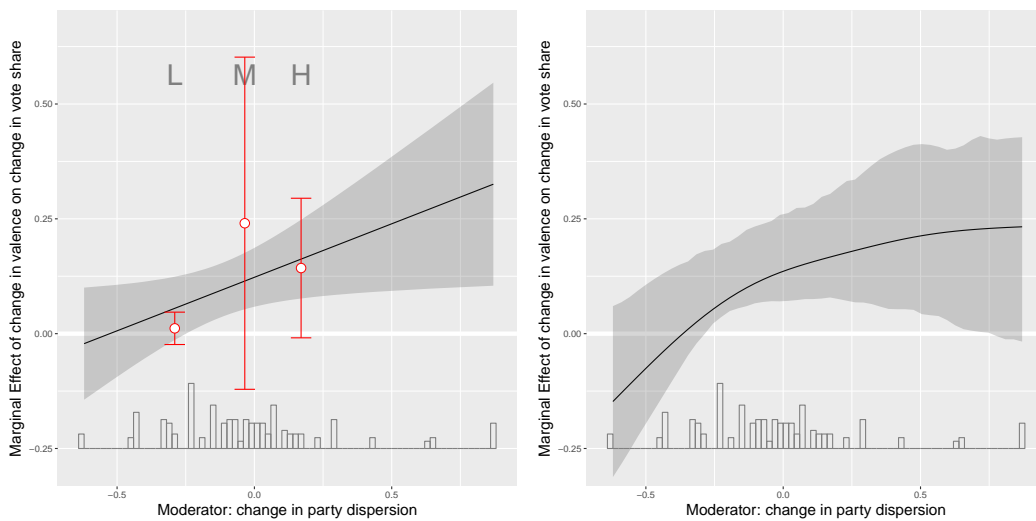 Marginal Effect of change in valence on change in vote share
L M H
0.50
0.25
0.00
−0.25
−0.5 0.0 0.5
Moderator: change in party dispersion
Marginal Effect of change in valence on change in vote share
0.50
0.25
0.00
−0.25
−0.5 0.0 0.5
Moderator: change in party dispersion